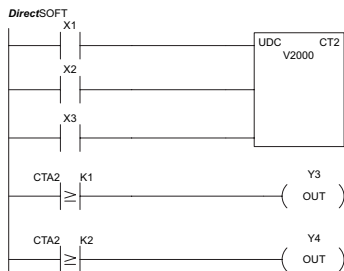 DirectSOFT
X1
UDC CT2
V2000
X2
X3
CTA2 ≥ K1
Y3
OUT
CTA2 ≥ K2
Y4
OUT